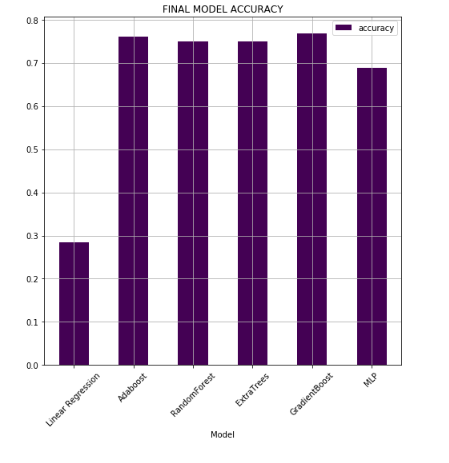 FINAL MODEL ACCURACY
accuracy
0.8
0.7
0.6
0.5
0.4
0.3
0.2
0.1
0.0
Linear Regression
Adaboost
RandomForest
ExtraTrees
GradientBoost
MLP
Model